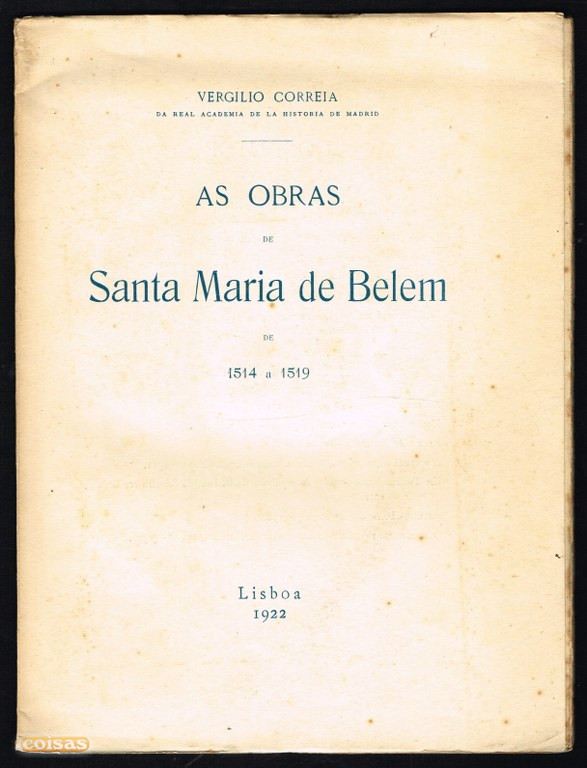 VERGILIO CORREIA
DA REAL ACADEMIA DE LA HISTORIA DE MADRID
AS OBRAS
DE
Santa Maria de Belem
DE
1514 a 1519
Lisboa
1922
coisas